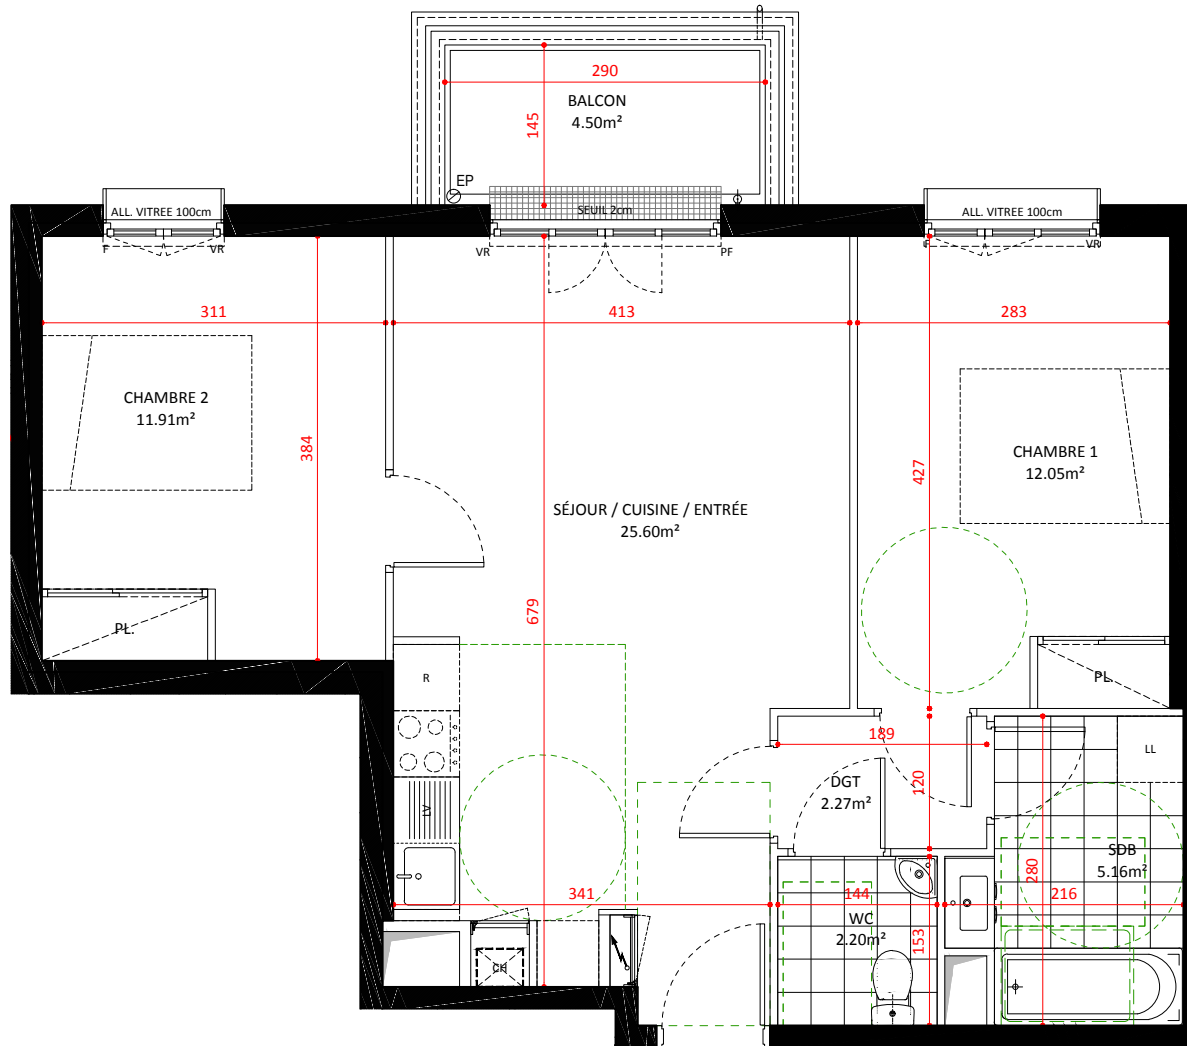 290
BALCON
4.50m²
145
EP
SEUIL 2cm
ALL. VITREE 100cm
F
VR
VR
PF
ALL. VITREE 100cm
F
VR
311
413
283
CHAMBRE 2
11.91m²
384
CHAMBRE 1
12.05m²
427
SÉJOUR / CUISINE / ENTRÉE
25.60m²
679
PL.
PL.
R
189
LL
DGT
2.27m²
120
LV
SDB
5.16m²
280
341
144
216
WC
2.20m²
153
CH